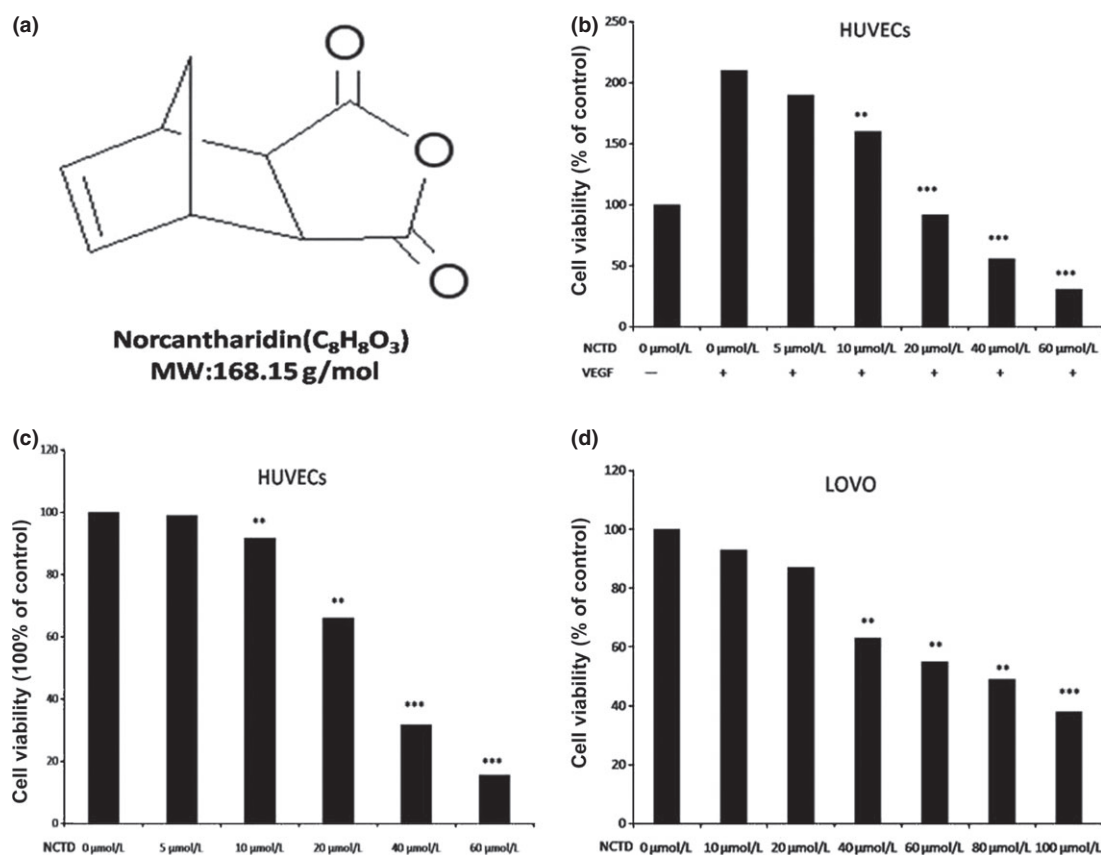 (a)
O
O
O
Norcantharidin(C₈H₈O₃)
MW:168.15 g/mol
(b)
HUVECs
Cell viability (% of control)
250
200
150
100
50
0
** *** *** ***
NCTD 0 µmol/L 0 µmol/L 5 µmol/L 10 µmol/L 20 µmol/L 40 µmol/L 60 µmol/L
VEGF — + + + + + +
(c)
HUVECs
Cell viability (100% of control)
120
100
80
60
40
20
0
** ** *** ***
NCTD 0 µmol/L 5 µmol/L 10 µmol/L 20 µmol/L 40 µmol/L 60 µmol/L
(d)
LOVO
Cell viability (% of control)
120
100
80
60
40
20
0
** ** ** ***
NCTD 0 µmol/L 10 µmol/L 20 µmol/L 40 µmol/L 60 µmol/L 80 µmol/L 100 µmol/L